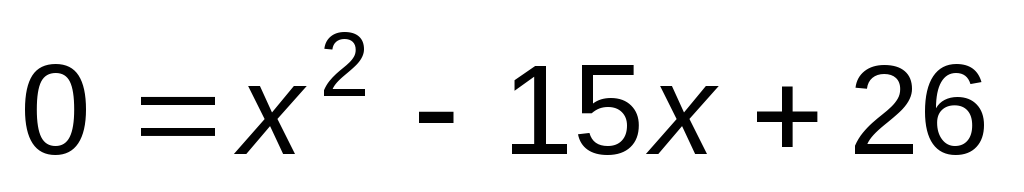 0 = x² - 15x + 26